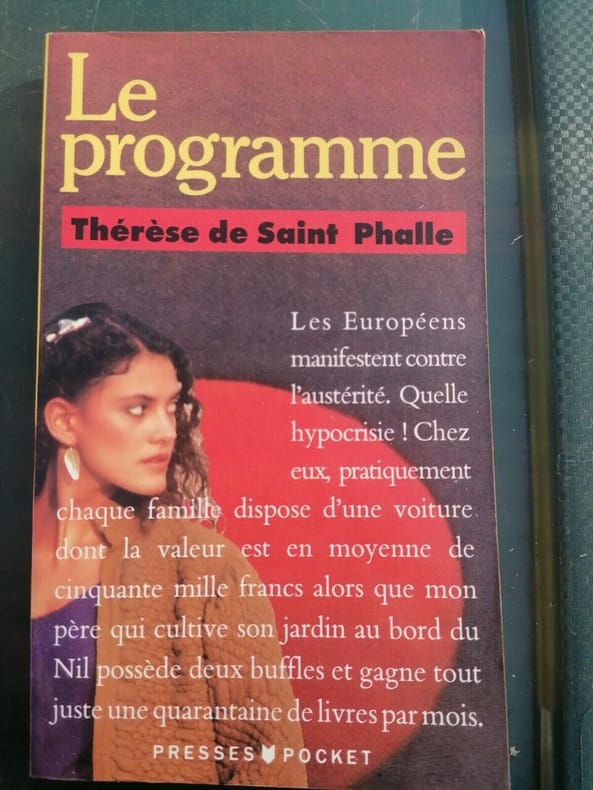 Le
programme
Thérèse de Saint Phalle
Les Européens
manifestent contre
l'austérité. Quelle
hypocrisie ! Chez
eux, pratiquement
chaque famille dispose d'une voiture
dont la valeur est en moyenne de
cinquante mille francs alors que mon
père qui cultive son jardin au bord du
Nil possède deux buffles et gagne tout
juste une quarantaine de livres par mois.
PRESSES POCKET